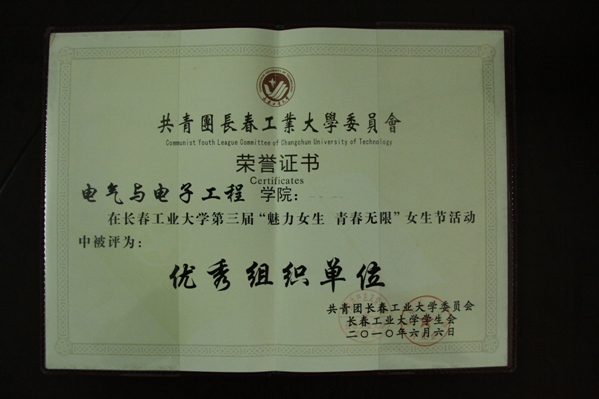 共青團長春工業大學委員會
Communist Youth League Committee of Changchun University of Technology
荣誉证书
Certificates
电气与电子工程 学院：
在长春工业大学第三届“魅力女生 青春无限”女生节活动
中被评为：
优秀组织单位
共青团长春工业大学委员会
长春工业大学学生会
二〇一〇年六月六日